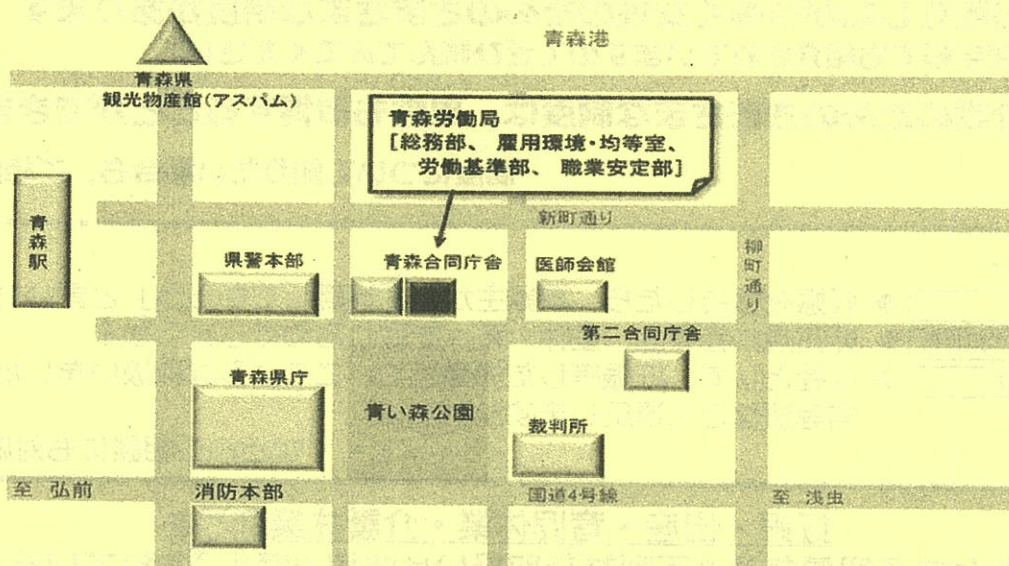 青森港
青森県
観光物産館(アスパム)
青森労働局
[総務部、 雇用環境・均等室、
労働基準部、 職業安定部]
新町通り
青森駅
県警本部
青森合同庁舎
医師会館
柳町通り
第二合同庁舎
青森県庁
青い森公園
裁判所
至 弘前
消防本部
国道4号線
至 浅虫